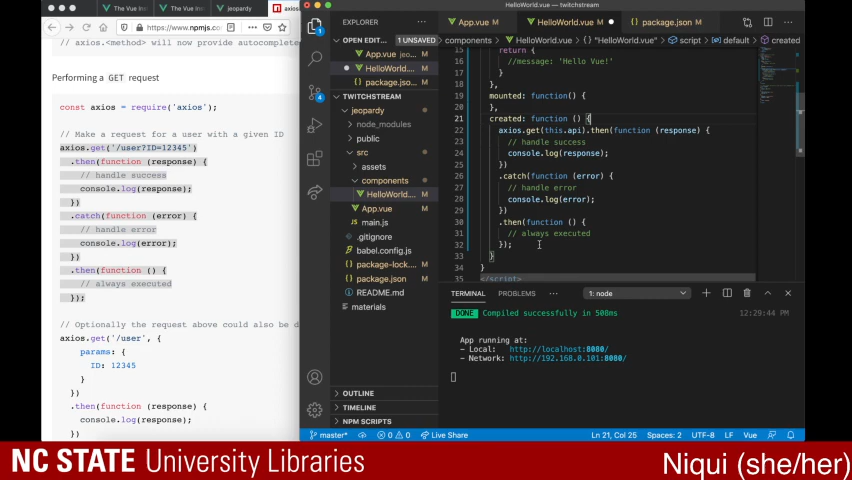 HelloWorld.vue — twitchstream
The Vue Ins
The Vue Ins
jeopardy
axios
https://www.npmjs.c
// axios.<method> will now provide autocomplete
Performing a GET request
const axios = require('axios');
// Make a request for a user with a given ID
axios.get('/user?ID=12345')
.then(function (response) {
// handle success
console.log(response);
})
.catch(function (error) {
// handle error
console.log(error);
})
.then(function () {
// always executed
});
// Optionally the request above could also be d
axios.get('/user', {
params: {
ID: 12345
}
})
.then(function (response) {
console.log(response);
})
EXPLORER
OPEN EDIT...
1 UNSAVED
App.vue M
HelloWorld.... M
package.jso... M
TWITCHSTREAM
jeopardy
node_modules
public
src
assets
components
HelloWorld.... M
App.vue M
main.js
.gitignore
babel.config.js
package-lock.... M
package.json M
README.md
materials
OUTLINE
TIMELINE
NPM SCRIPTS
4
App.vue M
HelloWorld.vue M
package.json M
components > HelloWorld.vue > {} "HelloWorld.vue" > script > default > created
15 return {
16 //message: 'Hello Vue!'
17 }
18 },
19 mounted: function() {
20 },
21 created: function () {
22 axios.get(this.api).then(function (response) {
23 // handle success
24 console.log(response);
25 })
26 .catch(function (error) {
27 // handle error
28 console.log(error);
29 })
30 .then(function () {
31 // always executed
32 });
33 }
34 }
35 </script>
TERMINAL PROBLEMS ... 1: node
DONE Compiled successfully in 508ms 12:29:44 PM
App running at:
- Local: http://localhost:8080/
- Network: http://192.168.0.101:8080/
master* 0 0 Live Share Ln 21, Col 25 Spaces: 2 UTF-8 LF Vue
NC STATE University Libraries
Niqui (she/her)